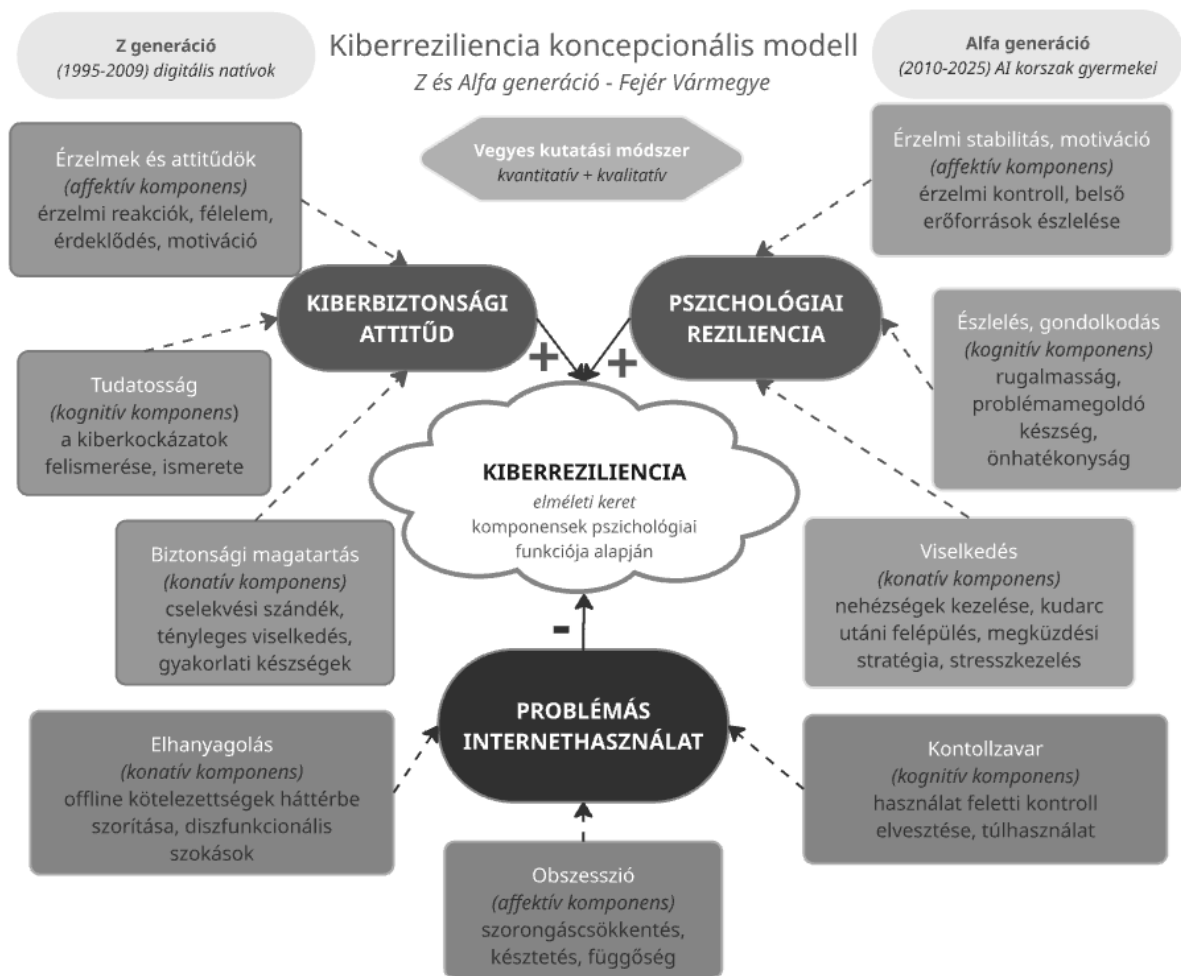 Kiberreziliencia koncepcionális modell
Z és Alfa generáció - Fejér Vármegye
Z generáció
(1995-2009) digitális natívok
Alfa generáció
(2010-2025) AI korszak gyermekei
Vegyes kutatási módszer
kvantitatív + kvalitatív
Érzelmek és attitűdök
(affektív komponens)
érzelmi reakciók, félelem,
érdeklődés, motiváció
Érzelmi stabilitás, motiváció
(affektív komponens)
érzelmi kontroll, belső
erőforrások észlelése
KIBERBIZTONSÁGI
ATTITŰD
PSZICHOLÓGIAI
REZILIENCIA
+
+
Tudatosság
(kognitív komponens)
a kiberkockázatok
felismerése, ismerete
Észlelés, gondolkodás
(kognitív komponens)
rugalmasság,
problémamegoldó
készség,
önhatékonyság
KIBERREZILIENCIA
elméleti keret
komponensek pszichológiai
funkciója alapján
Biztonsági magatartás
(konatív komponens)
cselekvési szándék,
tényleges viselkedés,
gyakorlati készségek
Viselkedés
(konatív komponens)
nehézségek kezelése, kudarc
utáni felépülés, megküzdési
stratégia, stresszkezelés
-
PROBLÉMÁS
INTERNETHASZNÁLAT
Elhanyagolás
(konatív komponens)
offline kötelezettségek háttérbe
szorítása, diszfunkcionális
szokások
Kontollzavar
(kognitív komponens)
használat feletti kontroll
elvesztése, túlhasználat
Obszesszió
(affektív komponens)
szorongáscsökkentés,
késztetés, függőség